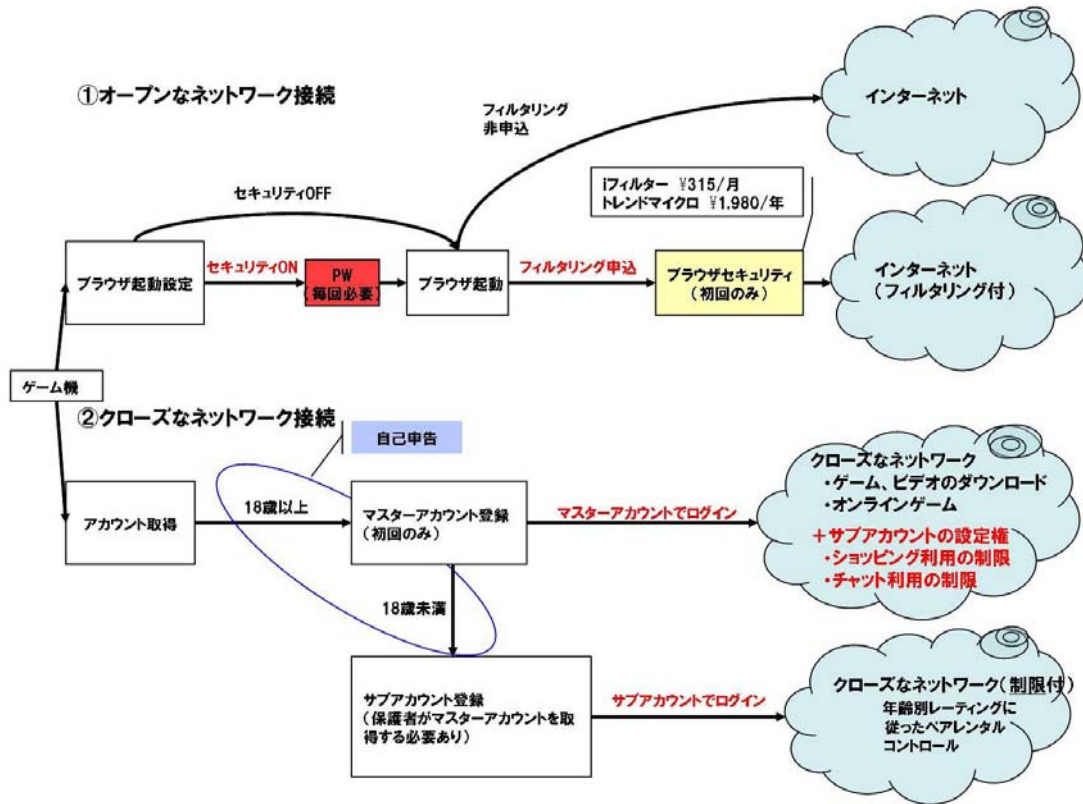 ①オープンなネットワーク接続
フィルタリング
非申込
インターネット
セキュリティOFF
iフィルター ¥315/月
トレンドマイクロ ¥1,980/年
ブラウザ起動設定
セキュリティON
PW
(毎回必要)
ブラウザ起動
フィルタリング申込
ブラウザセキュリティ
(初回のみ)
インターネット
(フィルタリング付)
ゲーム機
②クローズなネットワーク接続
自己申告
アカウント取得
18歳以上
マスターアカウント登録
(初回のみ)
マスターアカウントでログイン
クローズなネットワーク
・ゲーム、ビデオのダウンロード
・オンラインゲーム
+サブアカウントの設定権
・ショッピング利用の制限
・チャット利用の制限
18歳未満
サブアカウント登録
(保護者がマスターアカウントを取
得する必要あり)
サブアカウントでログイン
クローズなネットワーク(制限付)
年齢別レーティングに
従ったペアレンタル
コントロール